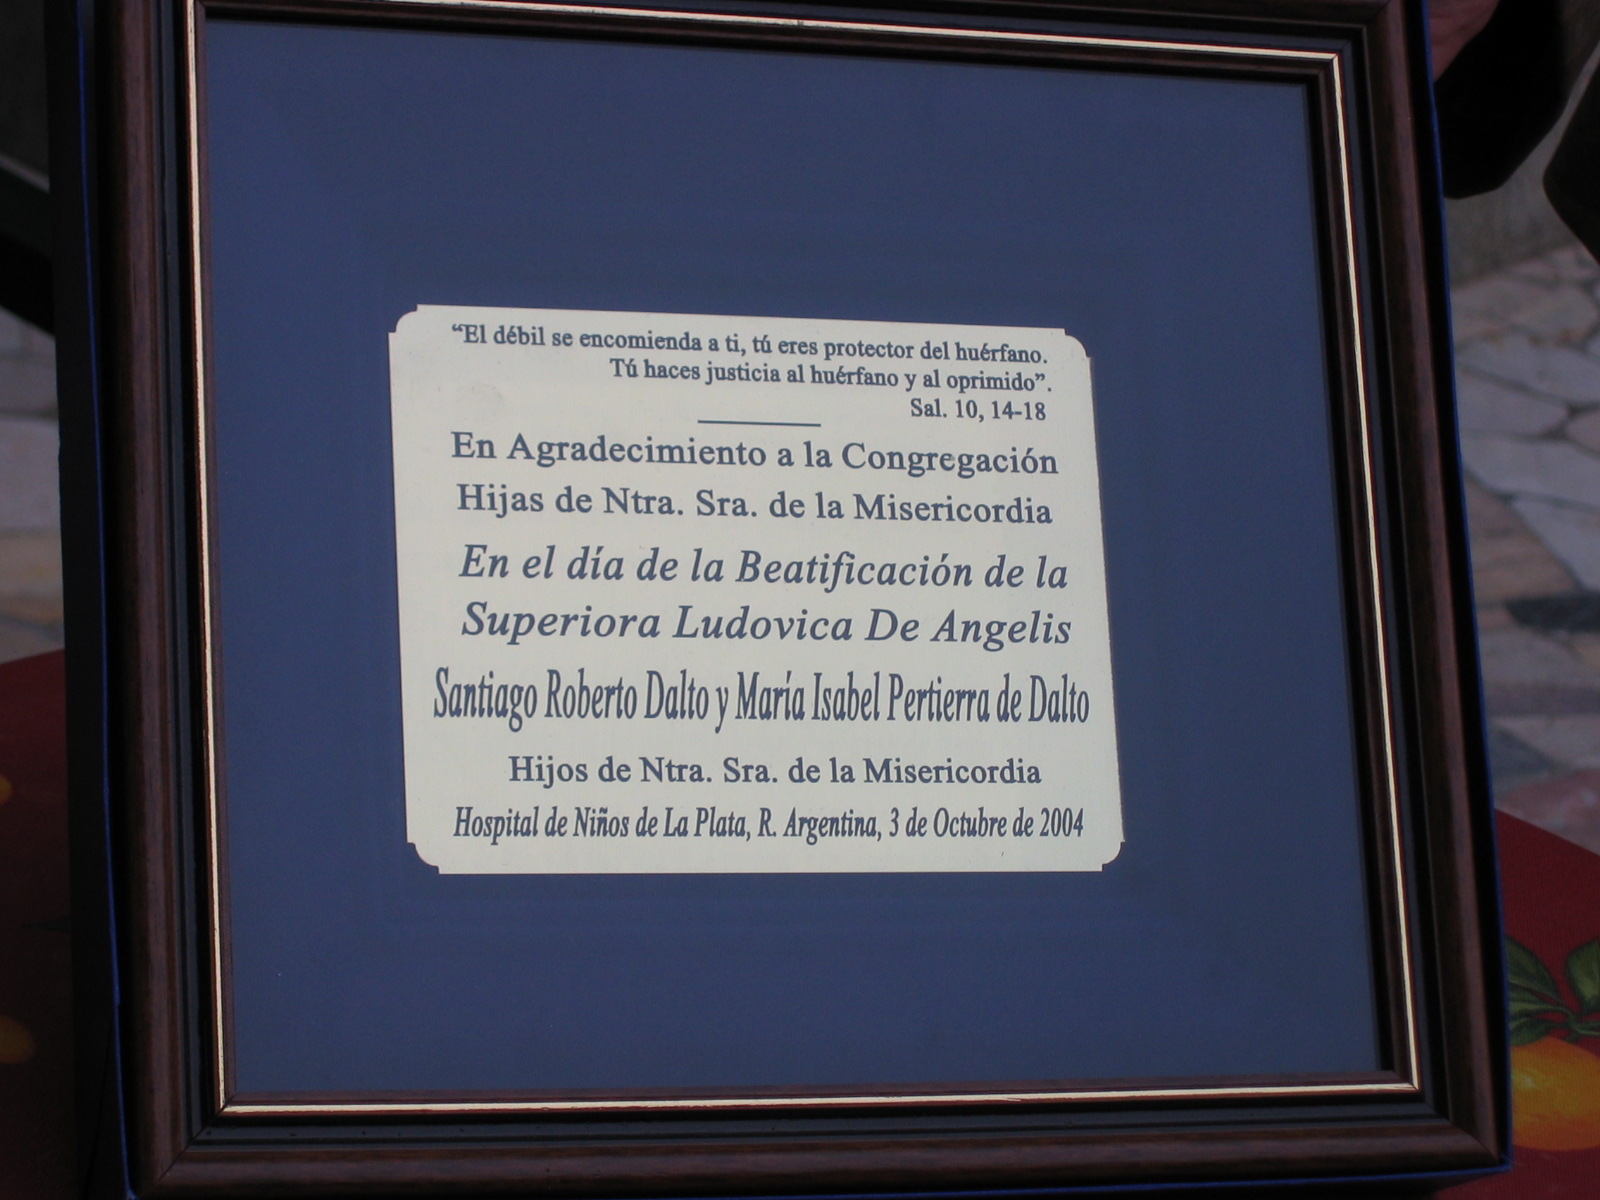 “El débil se encomienda a ti, tú eres protector del huérfano.
Tú haces justicia al huérfano y al oprimido”.
Sal. 10, 14-18
En Agradecimiento a la Congregación
Hijas de Ntra. Sra. de la Misericordia
En el día de la Beatificación de la
Superiora Ludovica De Angelis
Santiago Roberto Dalto y María Isabel Pertierra de Dalto
Hijos de Ntra. Sra. de la Misericordia
Hospital de Niños de La Plata, R. Argentina, 3 de Octubre de 2004